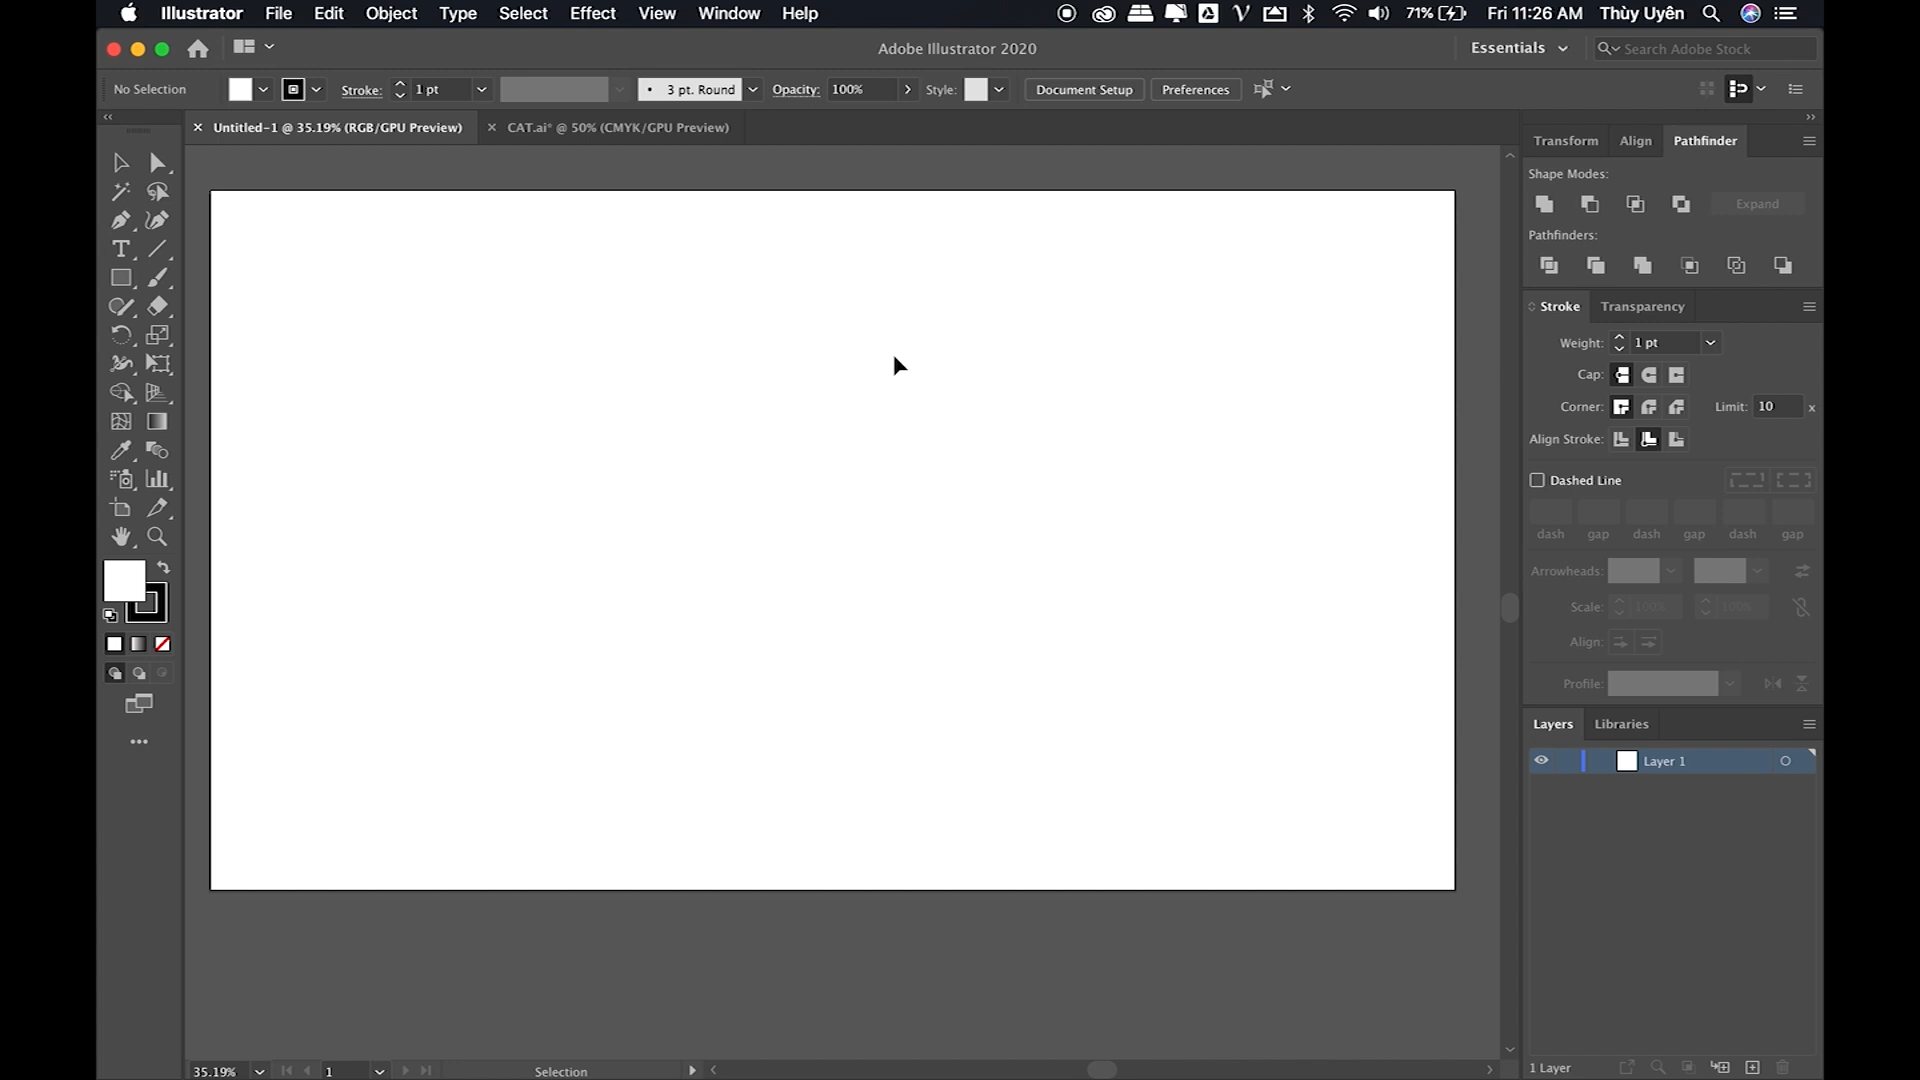 Illustrator File Edit Object Type Select Effect View Window Help 71% Fri 11:26 AM Thùy Uyên
Adobe Illustrator 2020 Essentials Search Adobe Stock
No Selection Stroke: 1 pt 3 pt. Round Opacity: 100% Style: Document Setup Preferences
Untitled-1 @ 35.19% (RGB/GPU Preview) CAT.ai* @ 50% (CMYK/GPU Preview)
Transform Align Pathfinder
Shape Modes:
Expand
Pathfinders:
Stroke Transparency
Weight: 1 pt
Cap:
Corner: Limit: 10 x
Align Stroke:
Dashed Line
dash gap dash gap dash gap
Arrowheads:
Scale: 100% 100%
Align:
Profile:
Layers Libraries
Layer 1
35.19% 1 Selection 1 Layer